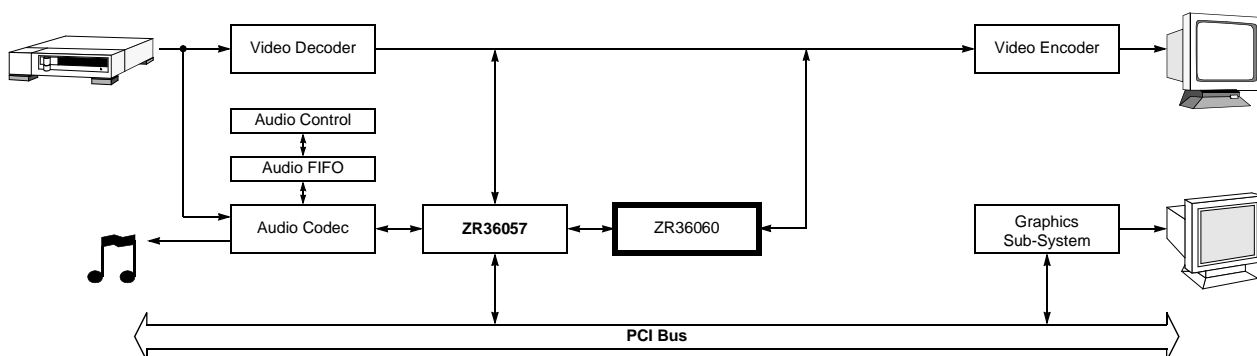 Video Decoder
Video Encoder
Audio Control
Audio FIFO
Audio Codec
ZR36057
ZR36060
Graphics
Sub-System
PCI Bus